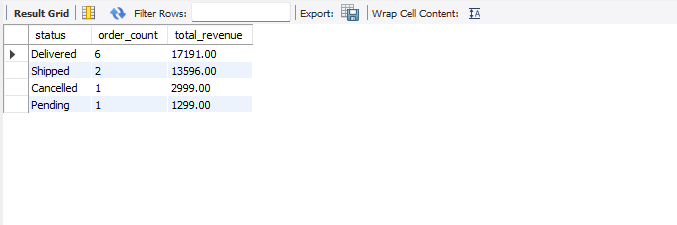 Result Grid Filter Rows: Export: Wrap Cell Content:
status order_count total_revenue
Delivered 6 17191.00
Shipped 2 13596.00
Cancelled 1 2999.00
Pending 1 1299.00